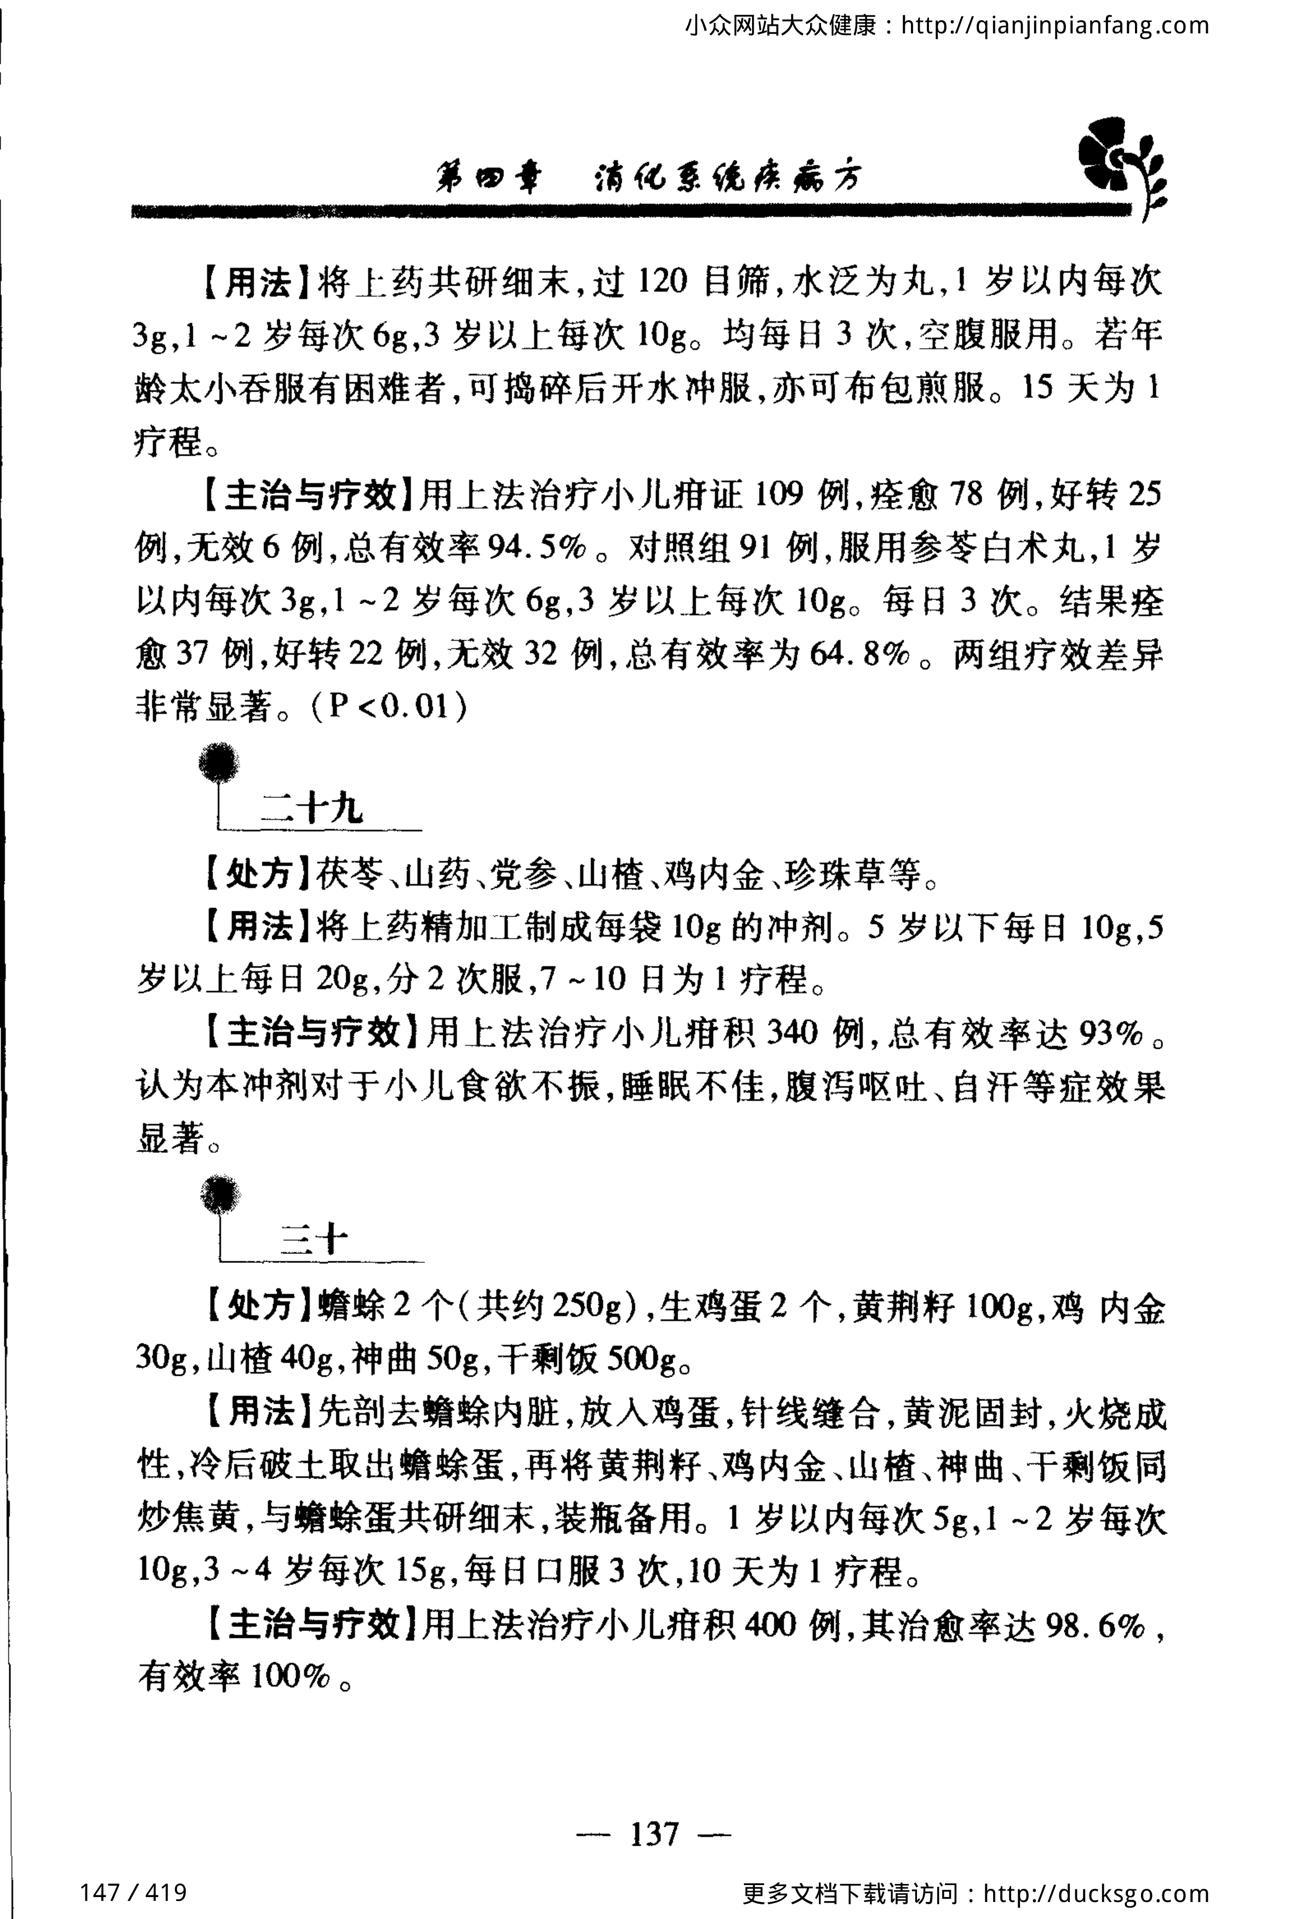 小众网站大众健康：http://qianjinpianfang.com
第四章 消化系统疾病方
【用法】将上药共研细末,过 120 目筛,水泛为丸,1 岁以内每次
3g,1 ~ 2 岁每次 6g,3 岁以上每次 10g。均每日 3 次,空腹服用。若年
龄太小吞服有困难者,可捣碎后开水冲服,亦可布包煎服。15 天为 1
疗程。
【主治与疗效】用上法治疗小儿疳证 109 例,痊愈 78 例,好转 25
例,无效 6 例,总有效率 94.5%。对照组 91 例,服用参苓白术丸,1 岁
以内每次 3g,1 ~ 2 岁每次 6g,3 岁以上每次 10g。每日 3 次。结果痊
愈 37 例,好转 22 例,无效 32 例,总有效率为 64.8%。两组疗效差异
非常显著。(P <0.01)
二十九
【处方】茯苓、山药、党参、山楂、鸡内金、珍珠草等。
【用法】将上药精加工制成每袋 10g 的冲剂。5 岁以下每日 10g,5
岁以上每日 20g,分 2 次服,7 ~ 10 日为 1 疗程。
【主治与疗效】用上法治疗小儿疳积 340 例,总有效率达 93%。
认为本冲剂对于小儿食欲不振,睡眠不佳,腹泻呕吐、自汗等症效果
显著。
三十
【处方】蟾蜍 2 个(共约 250g),生鸡蛋 2 个,黄荆籽 100g,鸡 内金
30g,山楂 40g,神曲 50g,干剩饭 500g。
【用法】先剖去蟾蜍内脏,放入鸡蛋,针线缝合,黄泥固封,火烧成
性,冷后破土取出蟾蜍蛋,再将黄荆籽、鸡内金、山楂、神曲、干剩饭同
炒焦黄,与蟾蜍蛋共研细末,装瓶备用。1 岁以内每次 5g,1 ~ 2 岁每次
10g,3 ~ 4 岁每次 15g,每日口服 3 次,10 天为 1 疗程。
【主治与疗效】用上法治疗小儿疳积 400 例,其治愈率达 98.6%,
有效率 100%。
— 137 —
147 / 419
更多文档下载请访问：http://ducksgo.com